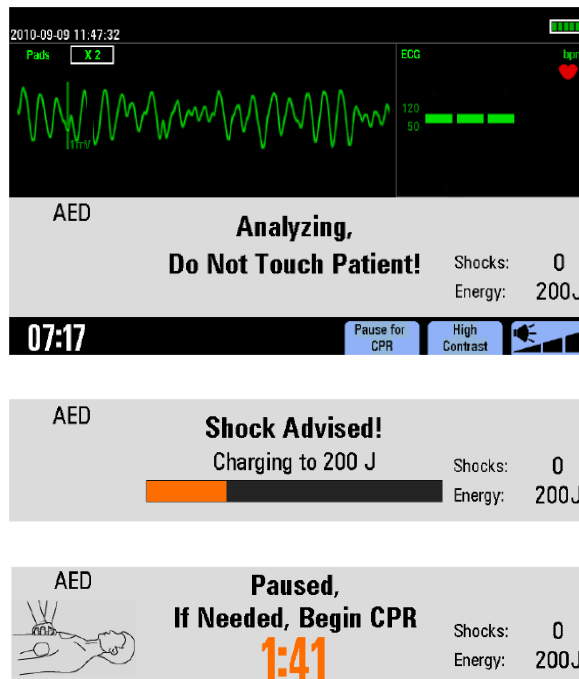 2010-09-09 11:47:32
Pads X 2 ECG bpm
1mV
120
50
AED
Analyzing,
Do Not Touch Patient!
Shocks: 0
Energy: 200J
07:17
Pause for CPR
High Contrast
AED
Shock Advised!
Charging to 200 J
Shocks: 0
Energy: 200J
AED
Paused,
If Needed, Begin CPR
1:41
Shocks: 0
Energy: 200J